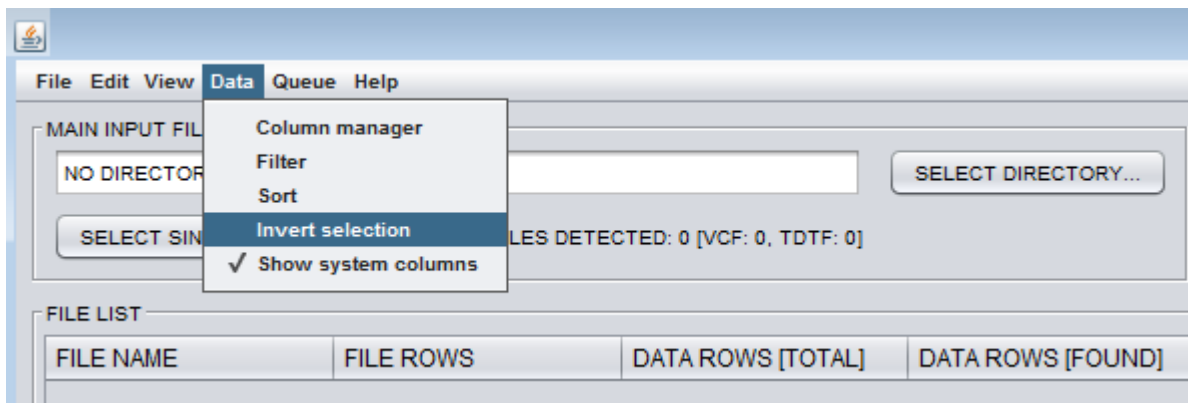 File Edit View Data Queue Help
MAIN INPUT FIL
Column manager
Filter
NO DIRECTOR
SELECT DIRECTORY...
Sort
Invert selection
SELECT SIN
LES DETECTED: 0 [VCF: 0, TDTF: 0]
✓ Show system columns
FILE LIST
FILE NAME FILE ROWS DATA ROWS [TOTAL] DATA ROWS [FOUND]